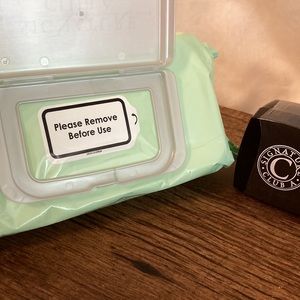 Please Remove
Before Use
SIGNATURE
C
CLUB A